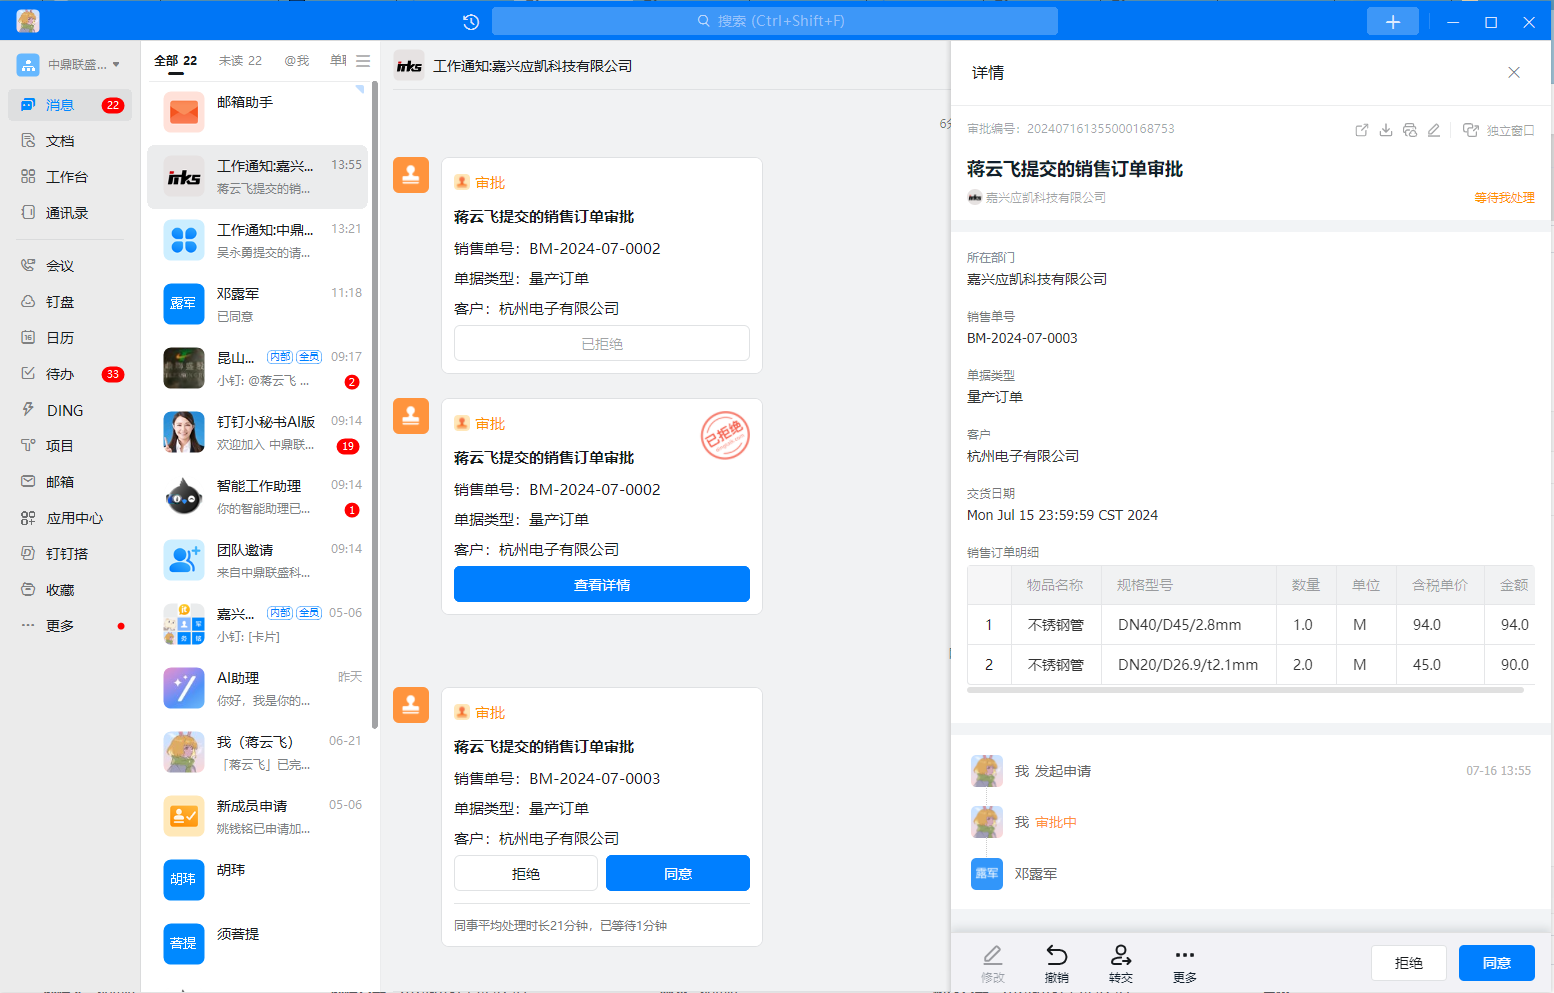 搜索 (Ctrl+Shift+F)
中鼎联盛...
消息 22
文档
工作台
通讯录
会议
钉盘
日历
待办 33
DING
项目
邮箱
应用中心
钉钉搭
收藏
更多
全部 22 未读 22 @我
邮箱助手
工作通知:嘉兴... 13:55
蒋云飞提交的销...
工作通知:中鼎... 13:21
吴永勇提交的请...
露军
邓露军 11:18
已同意
昆山... 内部 全员 09:17
小钉: @蒋云飞 ... 2
钉钉小秘书AI版 09:14
欢迎加入 中鼎联... 19
智能工作助理 09:14
你的智能助理已... 1
团队邀请 09:14
来自中鼎联盛科...
嘉兴... 内部 全员 05-06
小钉: [卡片]
AI助理 昨天
你好，我是你的...
我（蒋云飞） 06-21
「蒋云飞」已完...
新成员申请 05-06
姚钱铭已申请加...
胡玮
胡玮
菩提
须菩提
工作通知:嘉兴应凯科技有限公司
审批
蒋云飞提交的销售订单审批
销售单号：BM-2024-07-0002
单据类型：量产订单
客户：杭州电子有限公司
已拒绝
审批
已拒绝
蒋云飞提交的销售订单审批
销售单号：BM-2024-07-0002
单据类型：量产订单
客户：杭州电子有限公司
查看详情
审批
蒋云飞提交的销售订单审批
销售单号：BM-2024-07-0003
单据类型：量产订单
客户：杭州电子有限公司
拒绝 同意
同事平均处理时长21分钟，已等待1分钟
详情
审批编号：202407161355000168753 独立窗口
蒋云飞提交的销售订单审批
嘉兴应凯科技有限公司 等待我处理
所在部门
嘉兴应凯科技有限公司
销售单号
BM-2024-07-0003
单据类型
量产订单
客户
杭州电子有限公司
交货日期
Mon Jul 15 23:59:59 CST 2024
销售订单明细
物品名称 规格型号 数量 单位 含税单价 金额
1 不锈钢管 DN40/D45/2.8mm 1.0 M 94.0 94.0
2 不锈钢管 DN20/D26.9/t2.1mm 2.0 M 45.0 90.0
我 发起申请 07-16 13:55
我 审批中
露军 邓露军
修改 撤销 转交 更多 拒绝 同意